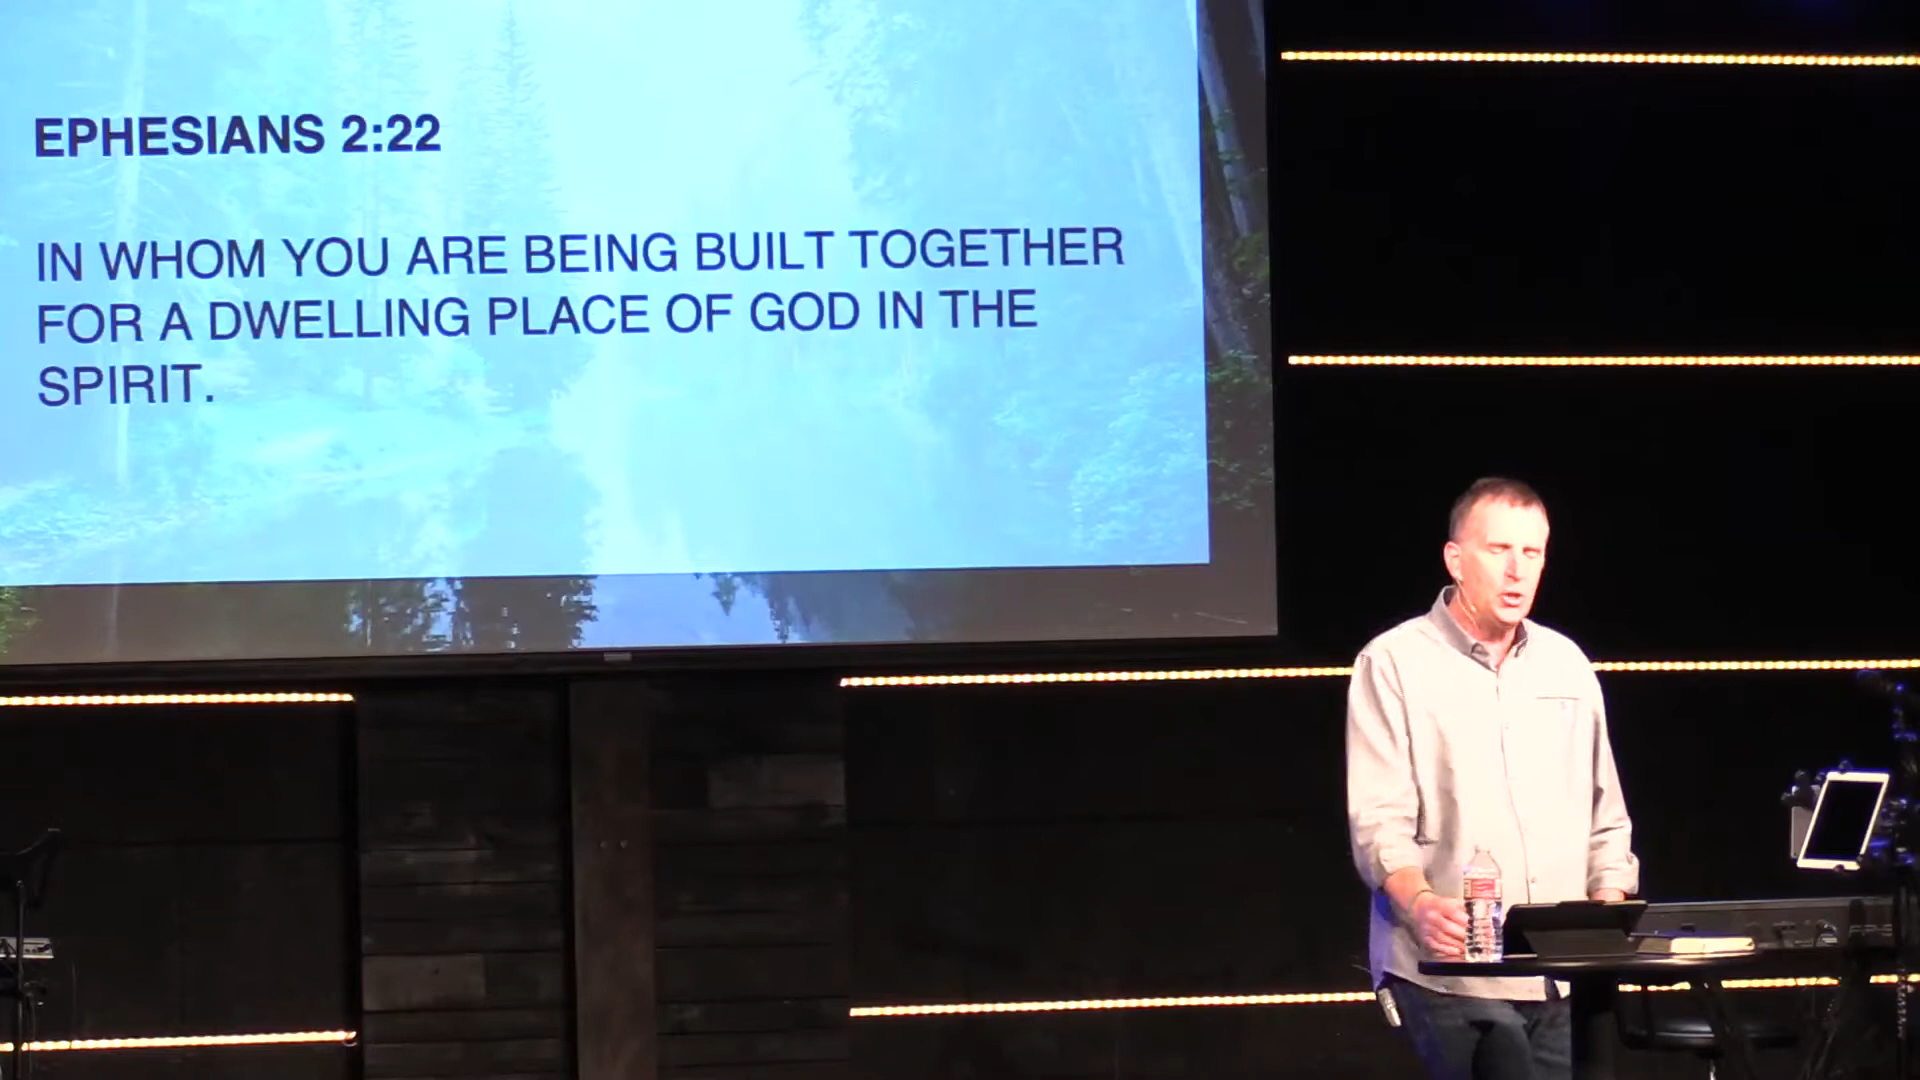 EPHESIANS 2:22
IN WHOM YOU ARE BEING BUILT TOGETHER
FOR A DWELLING PLACE OF GOD IN THE
SPIRIT.